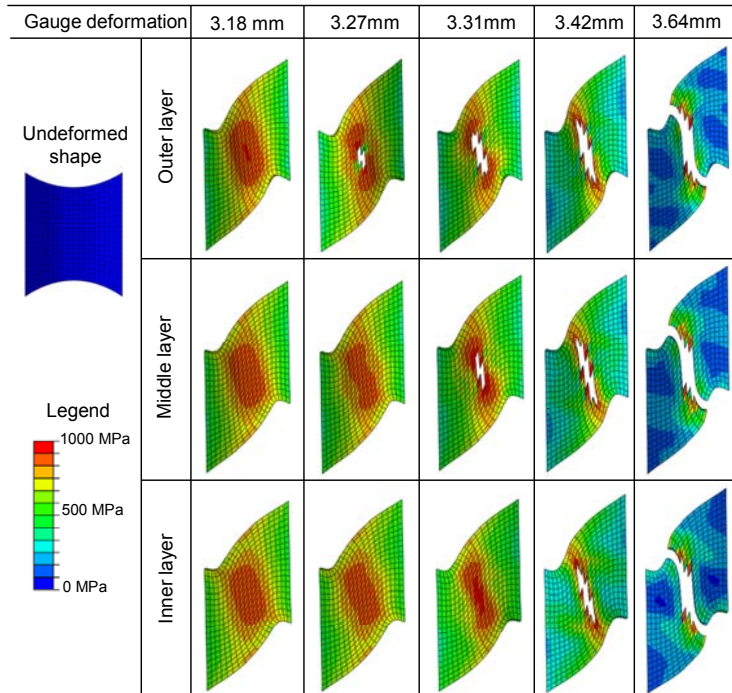 Gauge deformation 3.18 mm 3.27mm 3.31mm 3.42mm 3.64mm
Undeformed
shape
Outer layer
Middle layer
Legend
1000 MPa
500 MPa
0 MPa
Inner layer